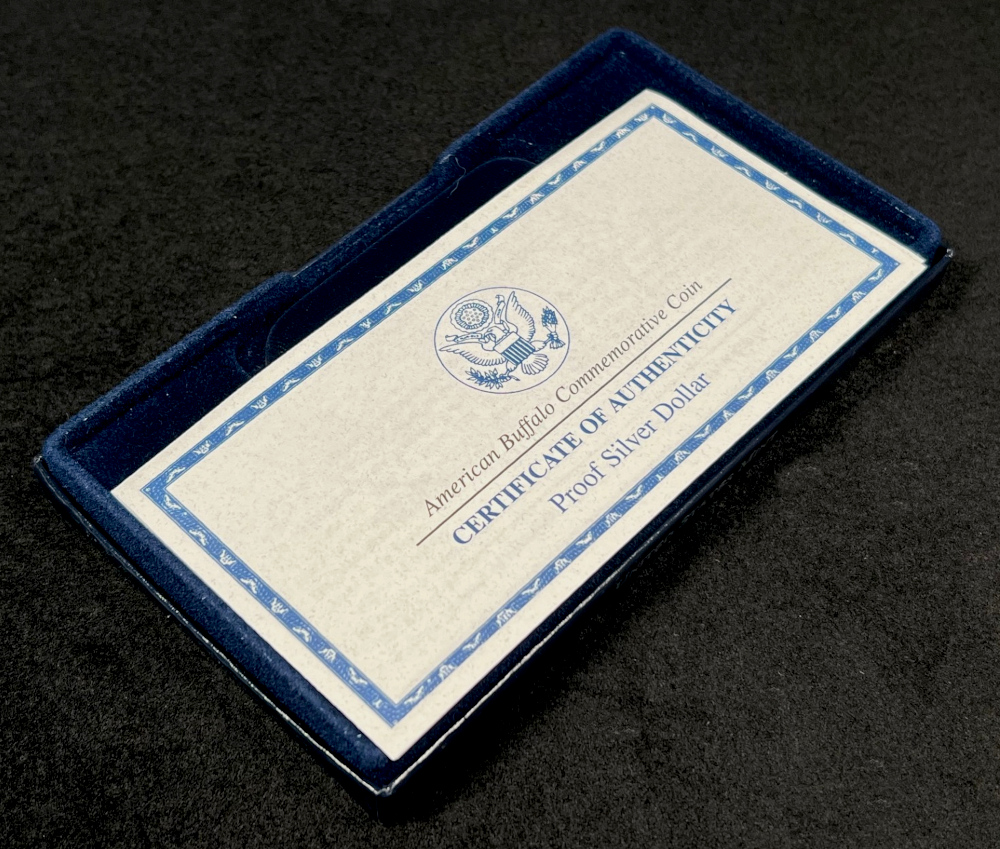 American Buffalo Commemorative Coin
CERTIFICATE OF AUTHENTICITY
Proof Silver Dollar